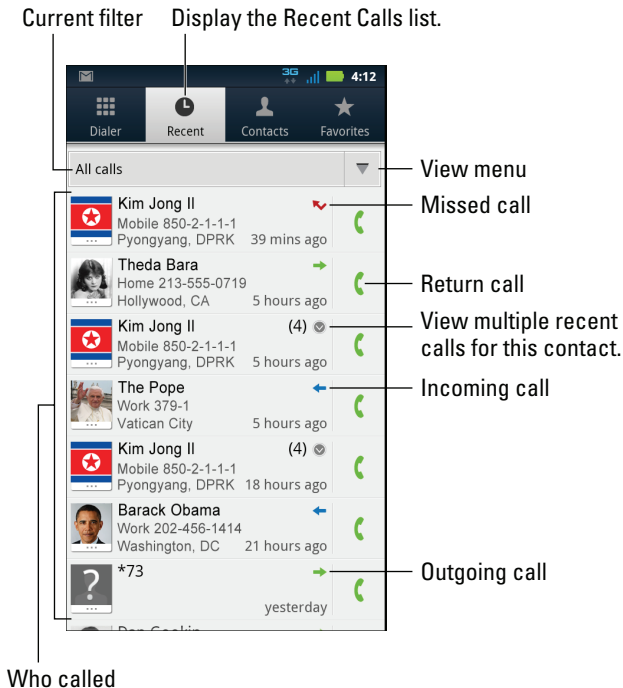 Current filter
Display the Recent Calls list.
3G
4:12
Dialer
Recent
Contacts
Favorites
All calls
View menu
Kim Jong Il
Missed call
Mobile 850-2-1-1-1
Pyongyang, DPRK 39 mins ago
Theda Bara
Home 213-555-0719
Return call
Hollywood, CA 5 hours ago
Kim Jong Il (4)
View multiple recent
calls for this contact.
Mobile 850-2-1-1-1
Pyongyang, DPRK 5 hours ago
The Pope
Incoming call
Work 379-1
Vatican City 5 hours ago
Kim Jong Il (4)
Mobile 850-2-1-1-1
Pyongyang, DPRK 18 hours ago
Barack Obama
Work 202-456-1414
Washington, DC 21 hours ago
*73
Outgoing call
?
yesterday
Who called